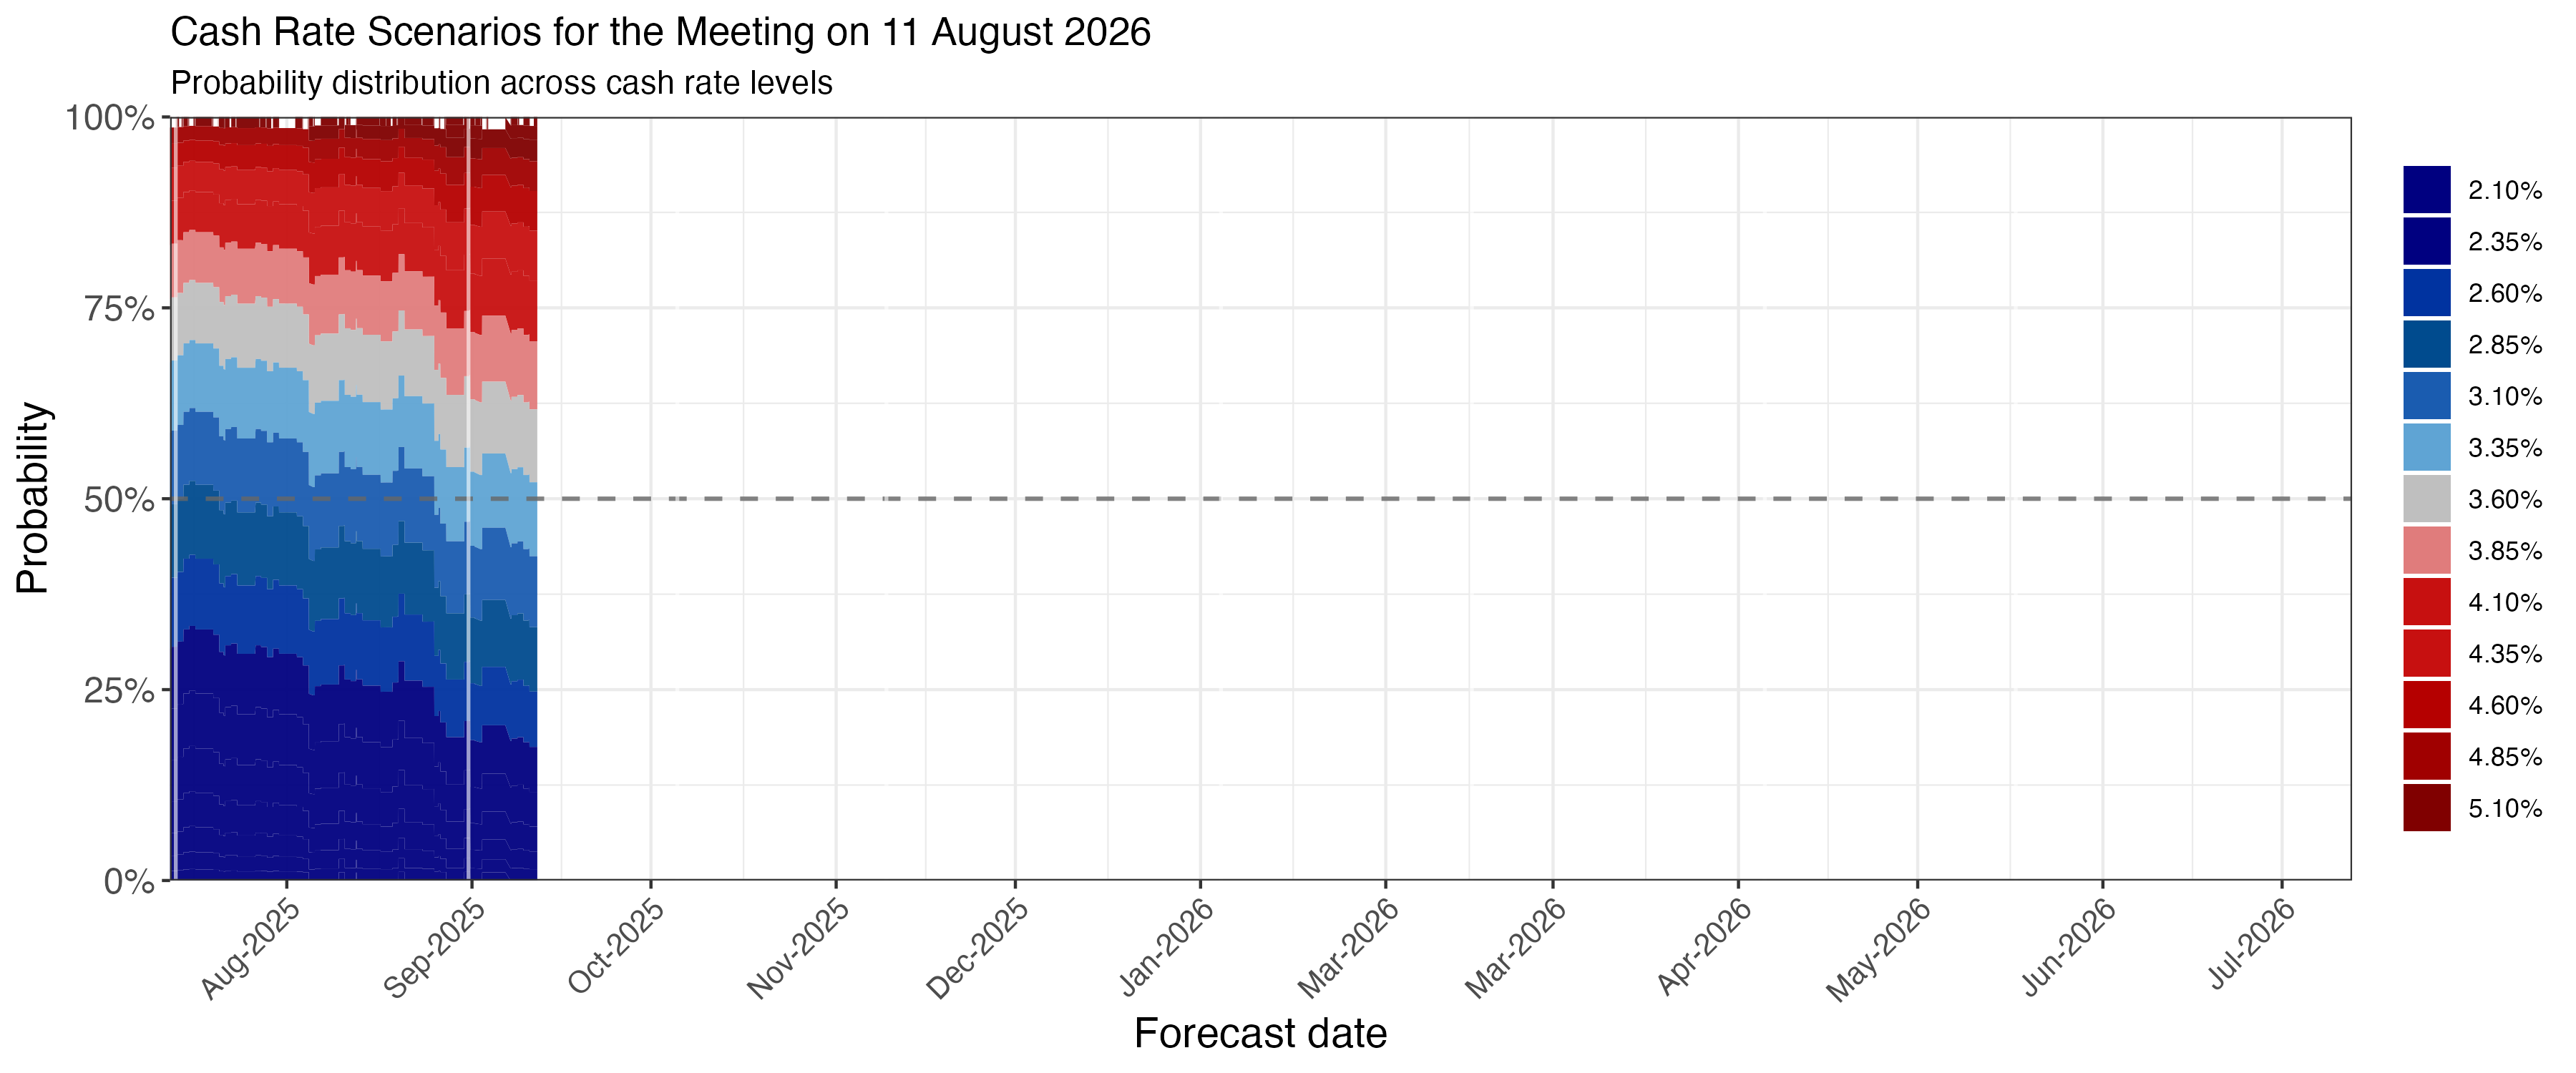 Cash Rate Scenarios for the Meeting on 11 August 2026
Probability distribution across cash rate levels
Probability
100%
75%
50%
25%
0%
Aug-2025
Sep-2025
Oct-2025
Nov-2025
Dec-2025
Jan-2026
Mar-2026
Mar-2026
Apr-2026
May-2026
Jun-2026
Jul-2026
Forecast date
2.10%
2.35%
2.60%
2.85%
3.10%
3.35%
3.60%
3.85%
4.10%
4.35%
4.60%
4.85%
5.10%